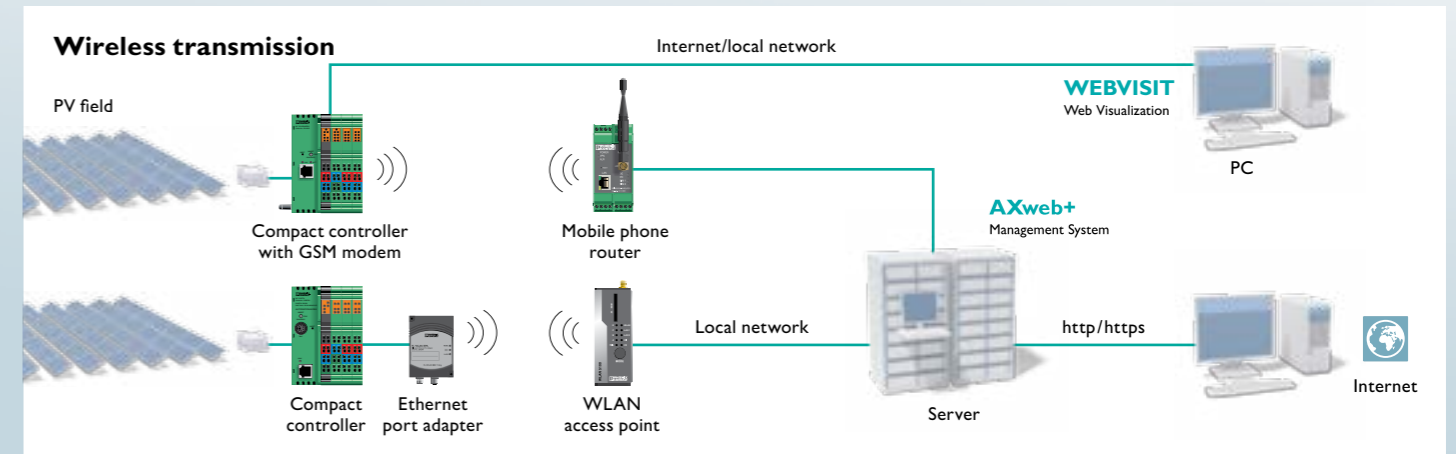 Wireless transmission
Internet/local network
WEBVISIT
Web Visualization
PV field
PC
Compact controller
with GSM modem
Mobile phone
router
AXweb+
Management System
Local network
http/https
Internet
Compact
controller
Ethernet
port adapter
WLAN
access point
Server